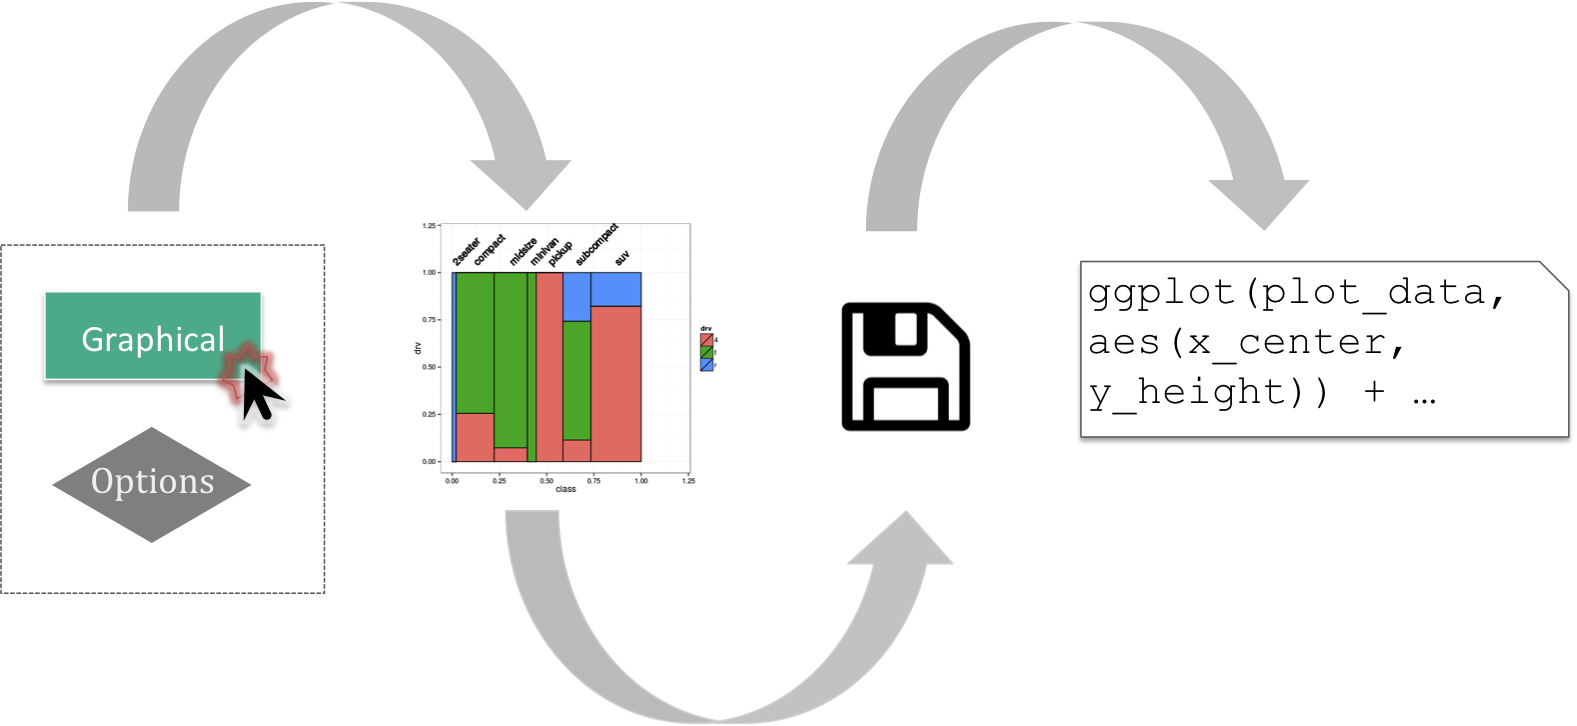 Graphical
Options
1.25
1.00
0.75
0.50
0.25
0.00
drv
2seater
compact
midsize
minivan
pickup
subcompact
suv
0.00
0.25
0.50
0.75
1.00
1.25
class
drv
4
f
r
ggplot(plot_data,
aes(x_center,
y_height)) + …